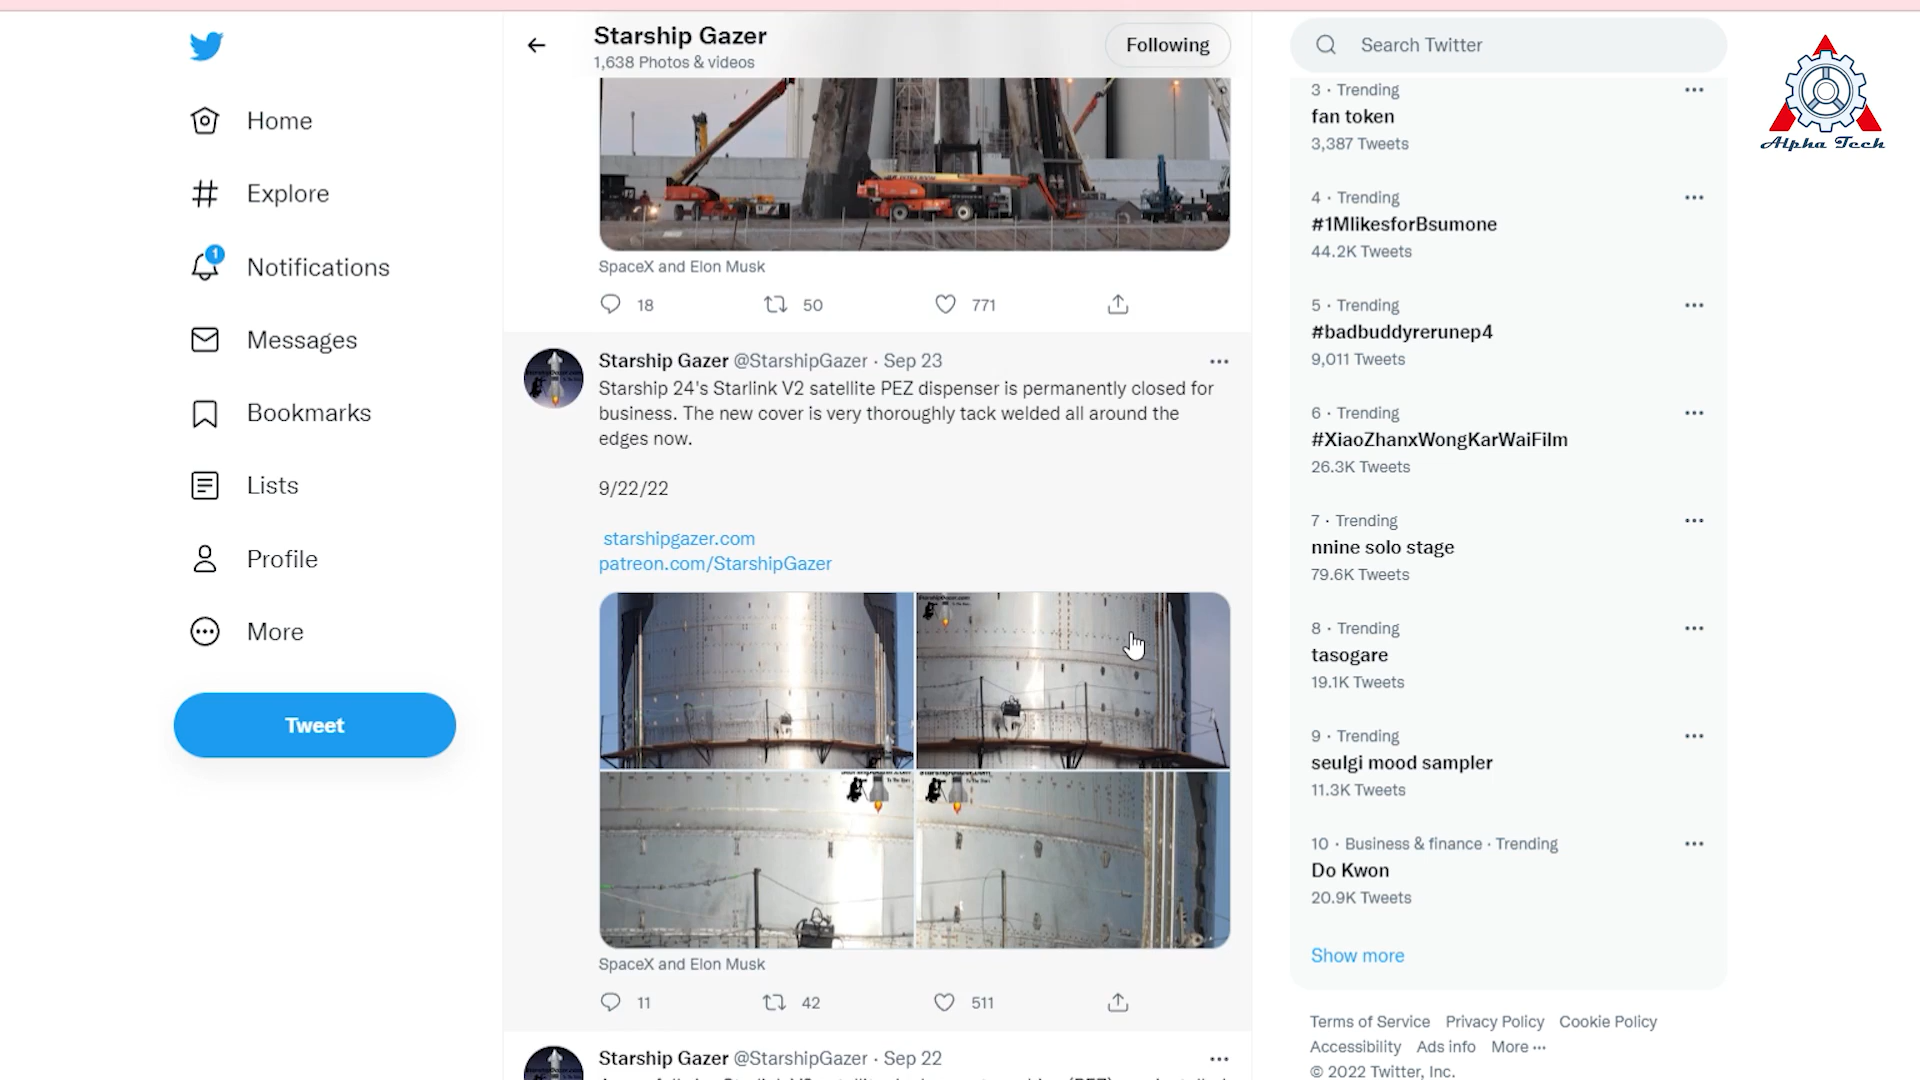 Starship Gazer
1,638 Photos & videos
Following
Search Twitter
Alpha Tech
Home
Explore
1
Notifications
Messages
Bookmarks
Lists
Profile
More
Tweet
SpaceX and Elon Musk
18 50 771
Starship Gazer @StarshipGazer · Sep 23
Starship 24's Starlink V2 satellite PEZ dispenser is permanently closed for
business. The new cover is very thoroughly tack welded all around the
edges now.
9/22/22
starshipgazer.com
patreon.com/StarshipGazer
SpaceX and Elon Musk
11 42 511
Starship Gazer @StarshipGazer · Sep 22
3 · Trending
fan token
3,387 Tweets
4 · Trending
#1MlikesforBsumone
44.2K Tweets
5 · Trending
#badbuddyrerunep4
9,011 Tweets
6 · Trending
#XiaoZhanxWongKarWaiFilm
26.3K Tweets
7 · Trending
nnine solo stage
79.6K Tweets
8 · Trending
tasogare
19.1K Tweets
9 · Trending
seulgi mood sampler
11.3K Tweets
10 · Business & finance · Trending
Do Kwon
20.9K Tweets
Show more
Terms of Service Privacy Policy Cookie Policy
Accessibility Ads info More ···
© 2022 Twitter, Inc.